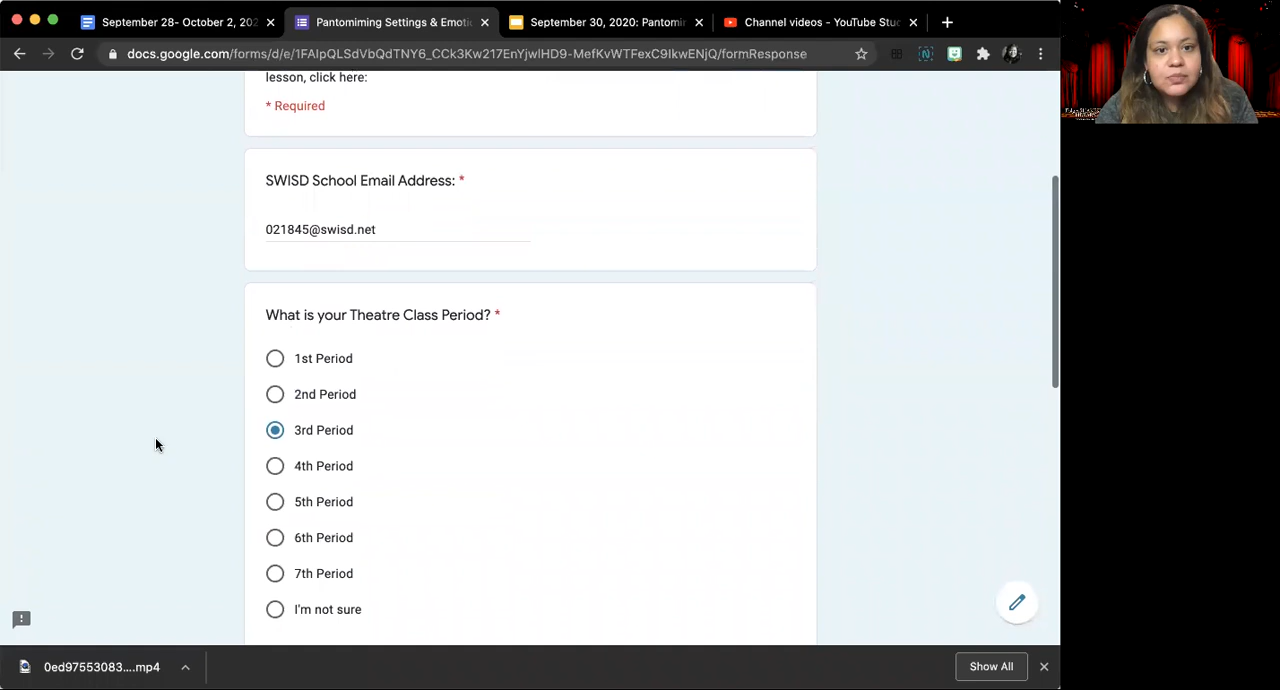 September 28- October 2, 202
Pantomiming Settings & Emoti
September 30, 2020: Pantomin
Channel videos - YouTube Stud
docs.google.com/forms/d/e/1FAIpQLSdVbQdTNY6_CCk3Kw217EnYjwIHD9-MefKvWTFexC9IkwENjQ/formResponse
lesson, click here:
* Required
SWISD School Email Address: *
021845@swisd.net
What is your Theatre Class Period? *
1st Period
2nd Period
3rd Period
4th Period
5th Period
6th Period
7th Period
I'm not sure
0ed97553083....mp4
Show All